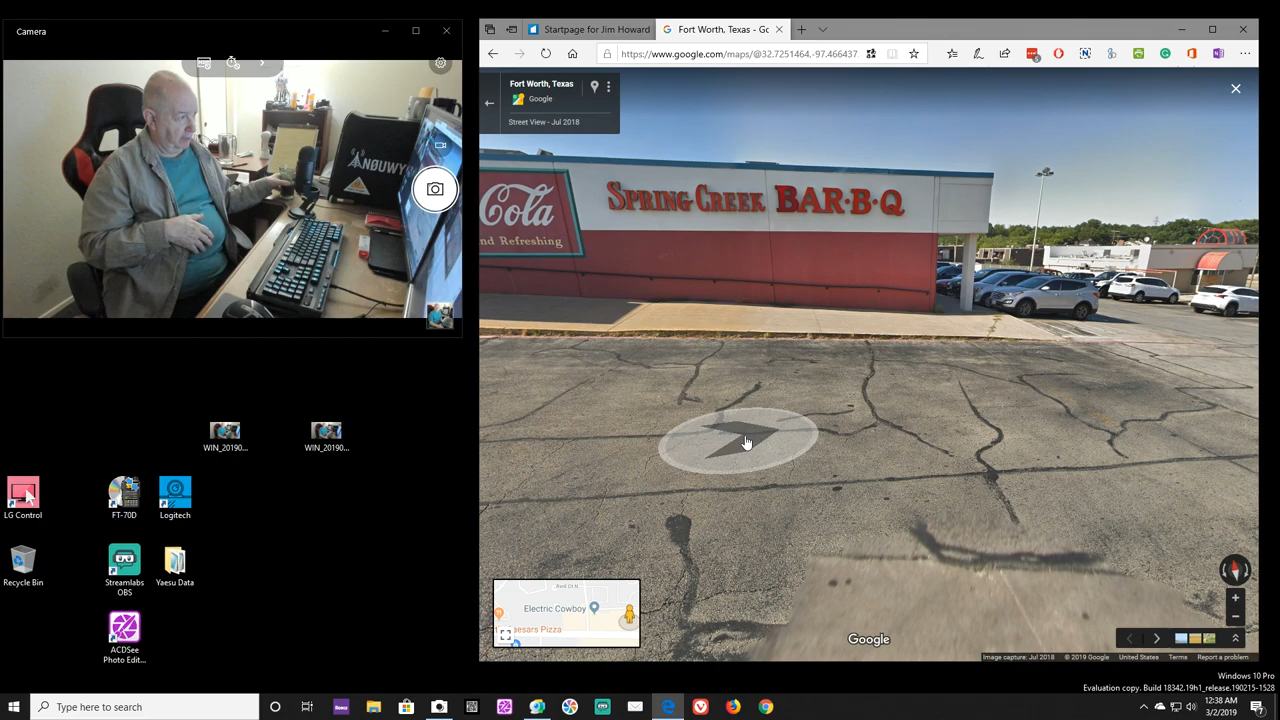 Camera
ANØUWY
Startpage for Jim Howard
Fort Worth, Texas - Go
https://www.google.com/maps/@32.7251464,-97.466437
Fort Worth, Texas
Google
Street View - Jul 2018
Cola
nd Refreshing
SPRING CREEK BAR·B·Q
WIN_20190...
WIN_20190...
LG Control
FT-70D
Logitech
Recycle Bin
Streamlabs
OBS
Yaesu Data
ACDSee
Photo Edit...
Electric Cowboy
aesars Pizza
Google
Image capture: Jul 2018 © 2019 Google United States Terms Report a problem
Windows 10 Pro
Evaluation copy. Build 18342.19h1_release.190215-1528
Type here to search
Roku
12:38 AM
3/2/2019